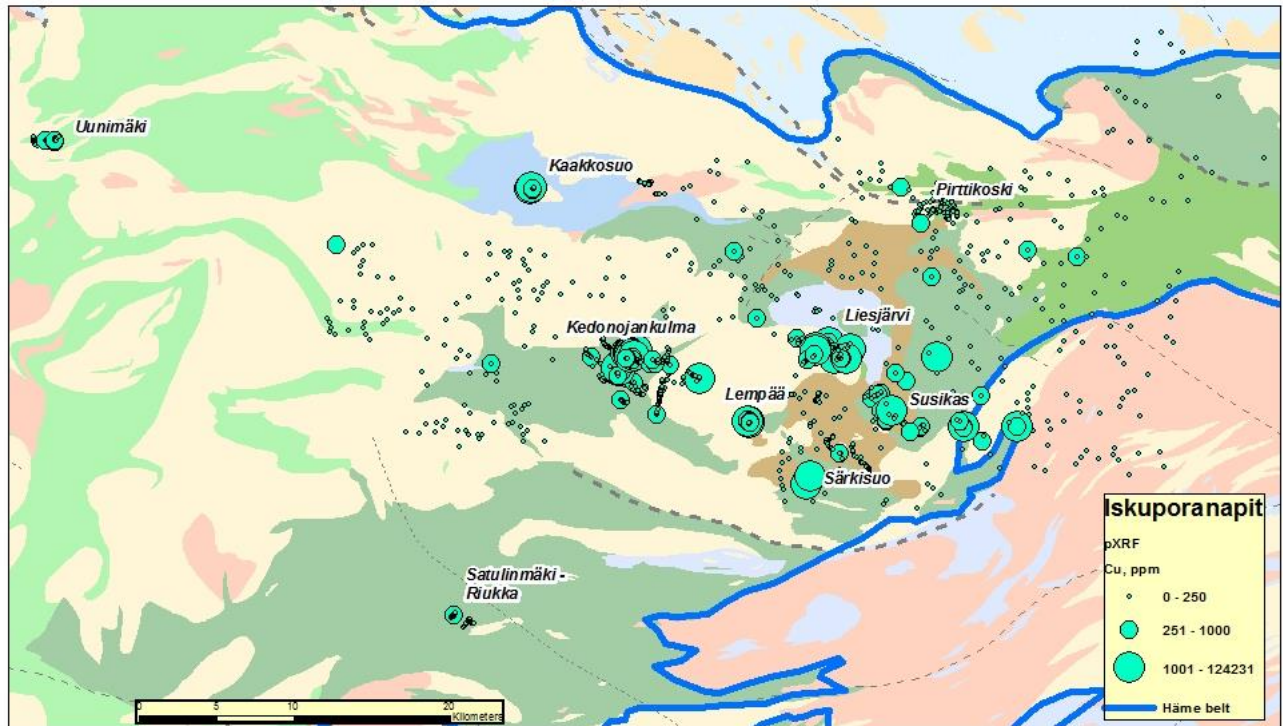 Uunimäki
Kaakkosuo
Pirttikoski
Kedonojankulma
Liesjärvi
Lempää
Susikas
Särkisuo
Satulinmäki -
Riukka
Iskuporanapit
pXRF
Cu, ppm
0 - 250
251 - 1000
1001 - 124231
Häme belt
0 5 10 20
Kilometers